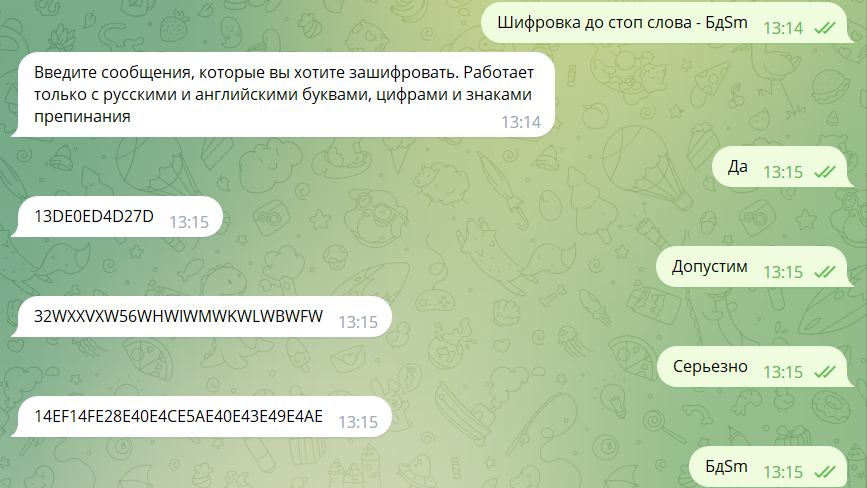 Шифровка до стоп слова - БдSm 13:14
Введите сообщения, которые вы хотите зашифровать. Работает
только с русскими и английскими буквами, цифрами и знаками
препинания
13:14
Да 13:15
13DE0ED4D27D 13:15
Допустим 13:15
32WXXVXW56WHWIWMWKWLWBWFW 13:15
Серьезно 13:15
14EF14FE28E40E4CE5AE40E43E49E4AE 13:15
БдSm 13:15